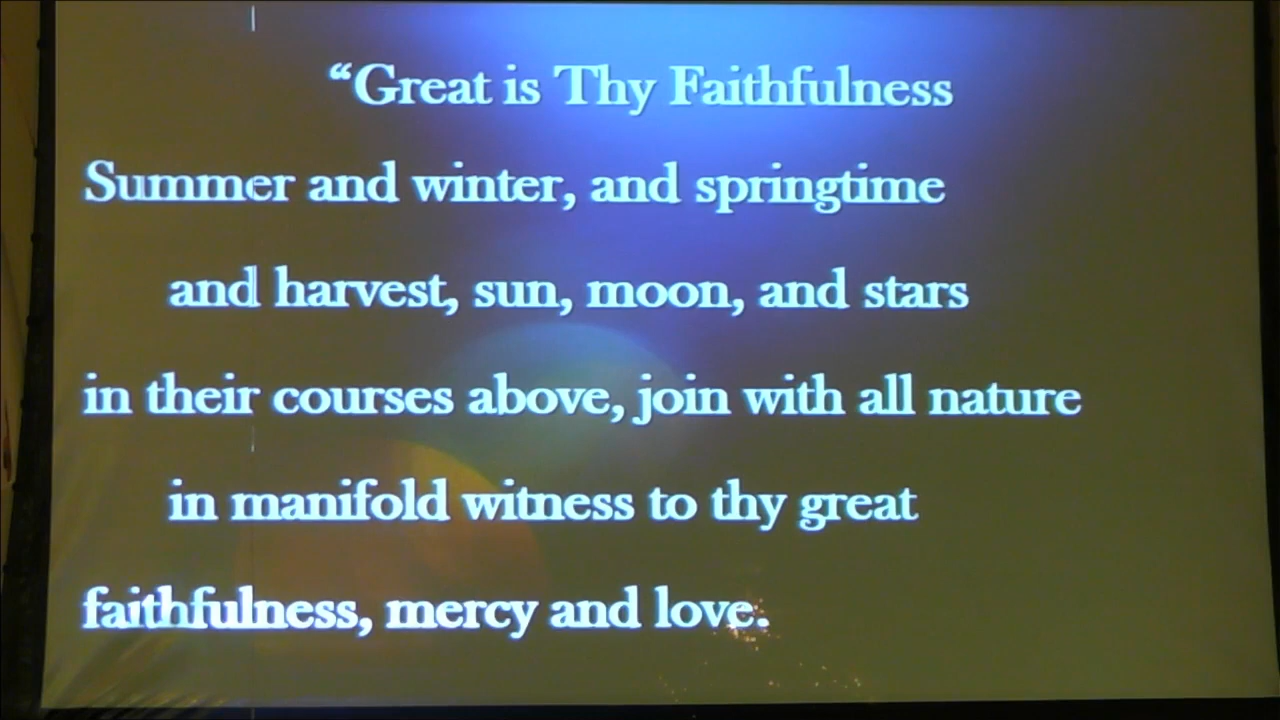 “Great is Thy Faithfulness
Summer and winter, and springtime
and harvest, sun, moon, and stars
in their courses above, join with all nature
in manifold witness to thy great
faithfulness, mercy and love.